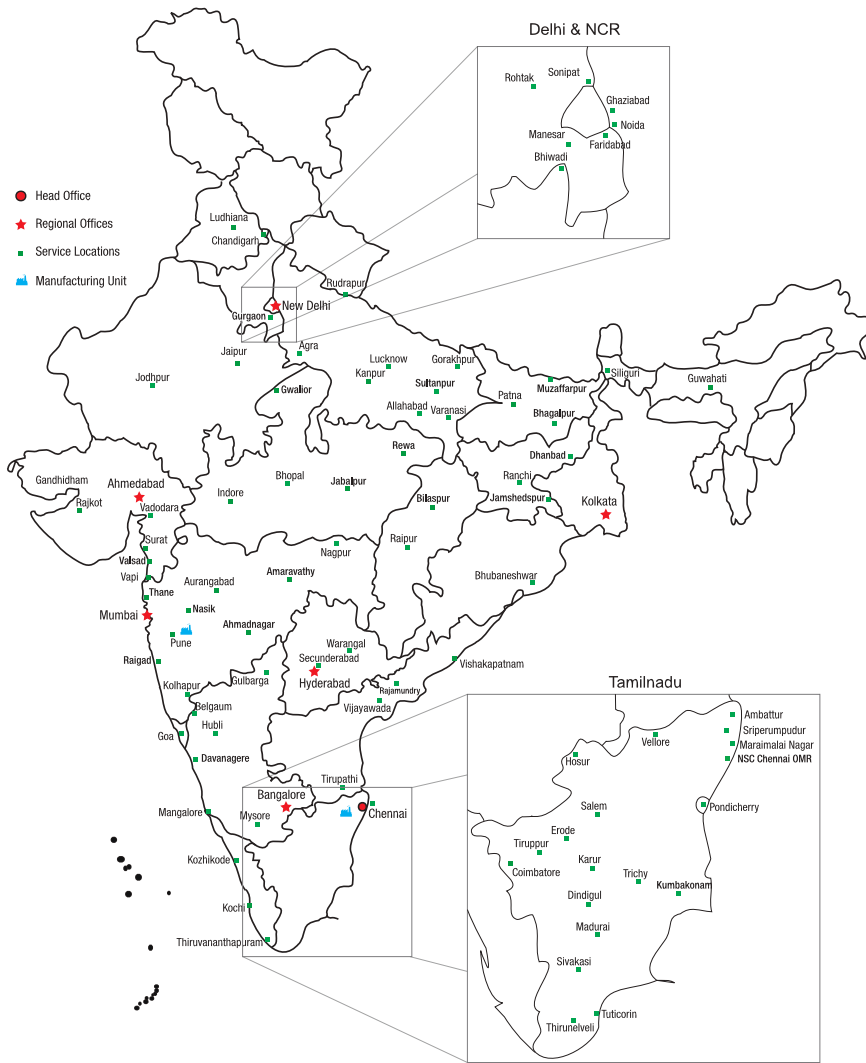 Delhi & NCR
Sonipat
Rohtak
Ghaziabad
Noida
Manesar
Faridabad
Bhiwadi
Head Office
Regional Offices
Service Locations
Manufacturing Unit
Ludhiana
Chandigarh
Rudrapur
New Delhi
Gurgaon
Agra
Jaipur
Lucknow
Gorakhpur
Kanpur
Jodhpur
Sultanpur
Gwalior
Muzaffarpur
Siliquri
Guwahati
Patna
Allahabad
Varanasi
Bhagalpur
Rewa
Dhanbad
Gandhidham
Ahmedabad
Bhopal
Jabalpur
Ranchi
Indore
Bilaspur
Jamshedspur
Kolkata
Rajkot
Vadodara
Surat
Raipur
Nagpur
Valsad
Vapi
Aurangabad
Amaravathy
Bhubaneshwar
Thane
Nasik
Mumbai
Pune
Ahmadnagar
Warangal
Raigad
Secunderabad
Vishakapatnam
Gulbarga
Hyderabad
Kolhapur
Rajamundry
Belgaum
Vijayawada
Hubli
Goa
Davanagere
Tirupathi
Bangalore
Mangalore
Mysore
Chennai
Kozhikode
Kochi
Thiruvananthapuram
Tamilnadu
Ambattur
Sriperumpudur
Vellore
Maraimalai Nagar
Hosur
NSC Chennai OMR
Salem
Pondicherry
Erode
Tiruppur
Coimbatore
Karur
Trichy
Kumbakonam
Dindigul
Madurai
Sivakasi
Tuticorin
Thirunelveli